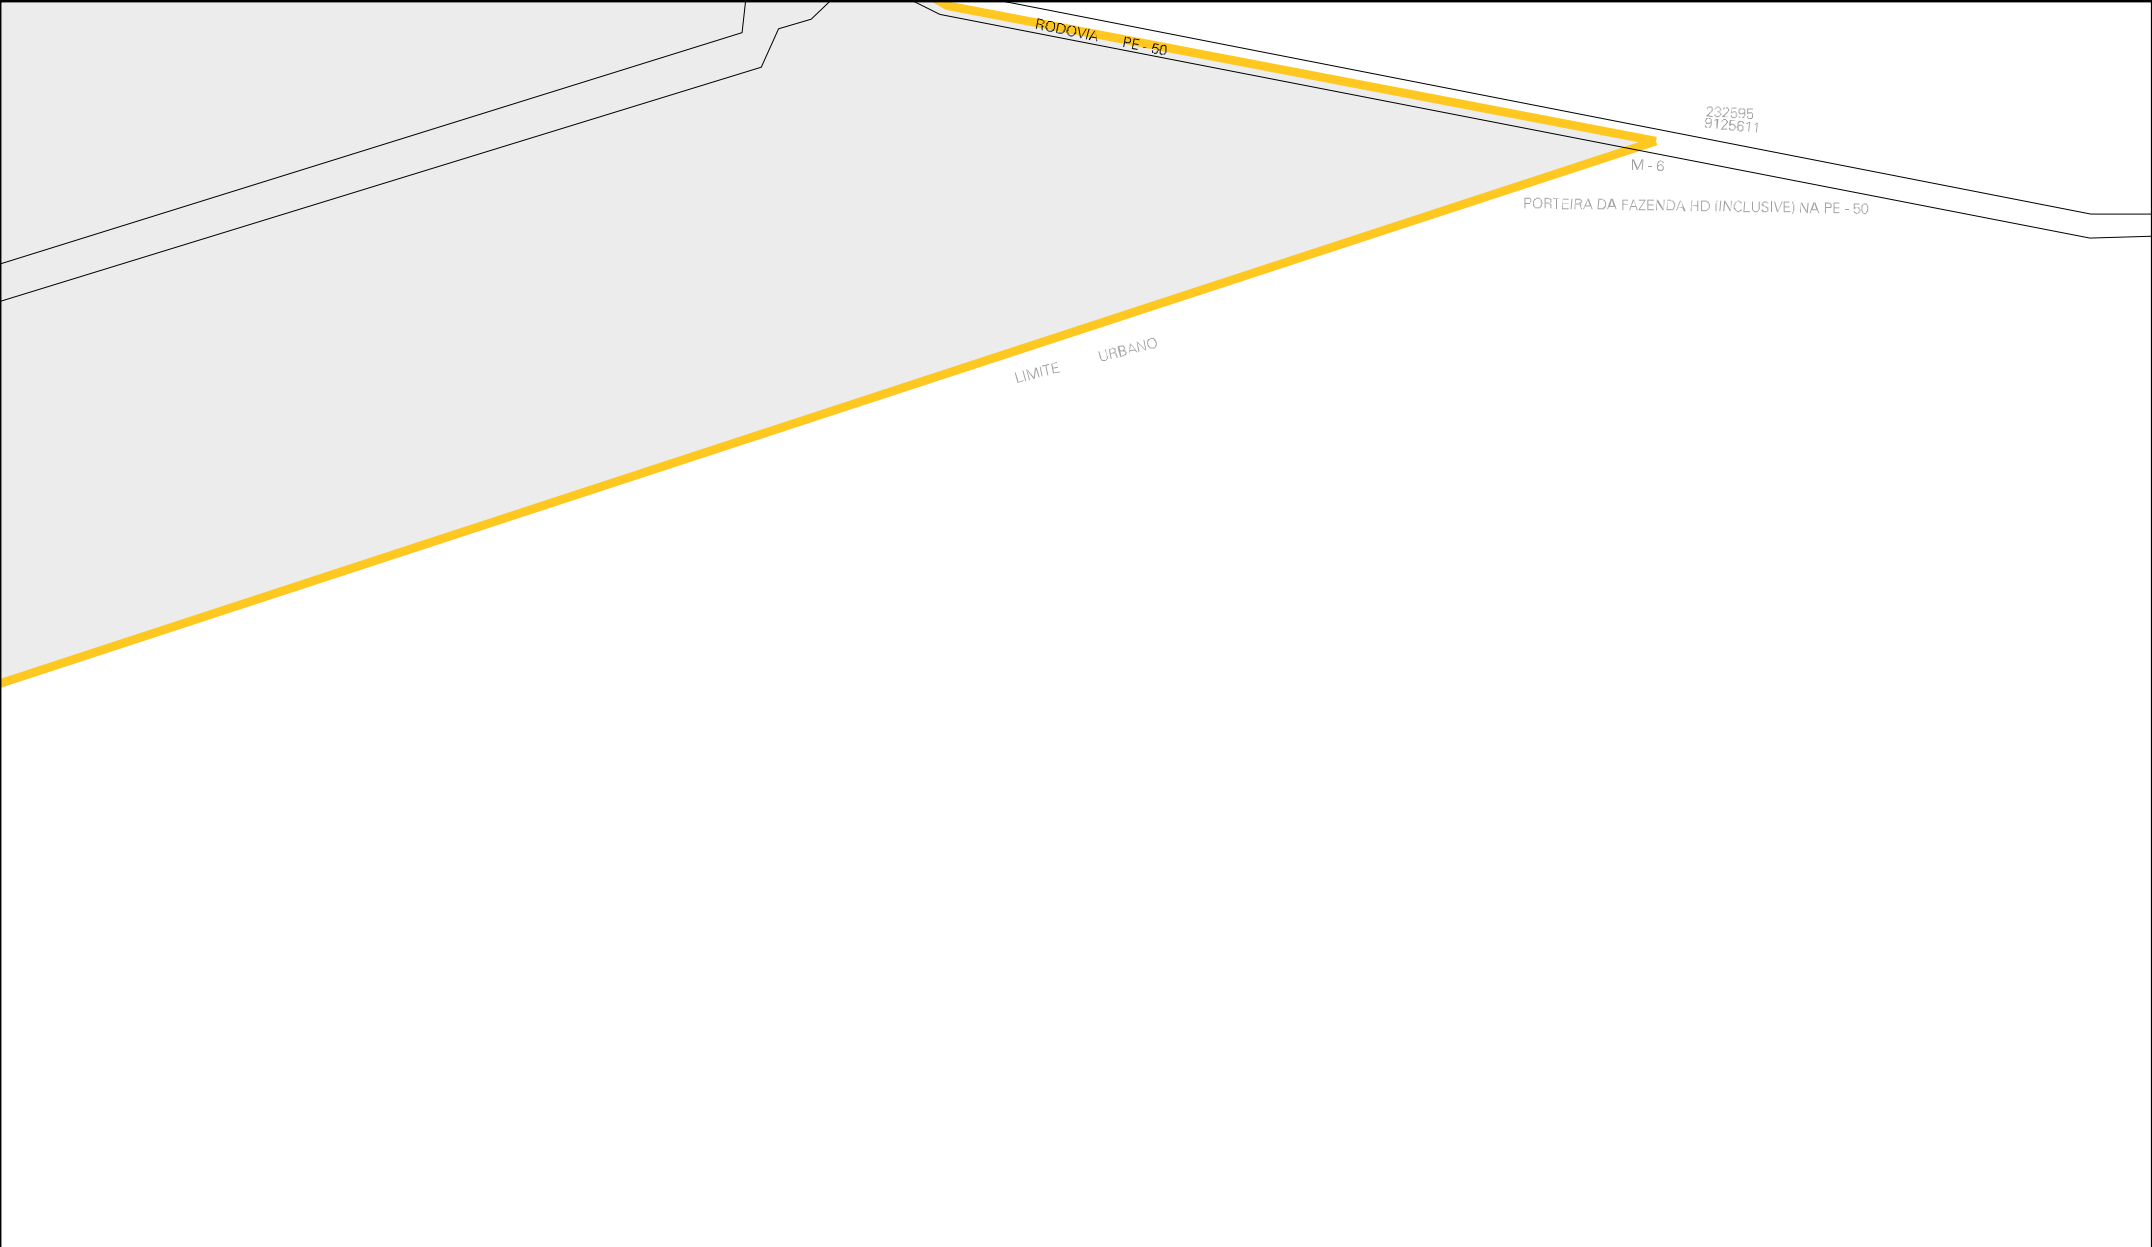 RODOVIA PE - 50
232595
9125611
M - 6
PORTEIRA DA FAZENDA HD (INCLUSIVE) NA PE - 50
LIMITE URBANO